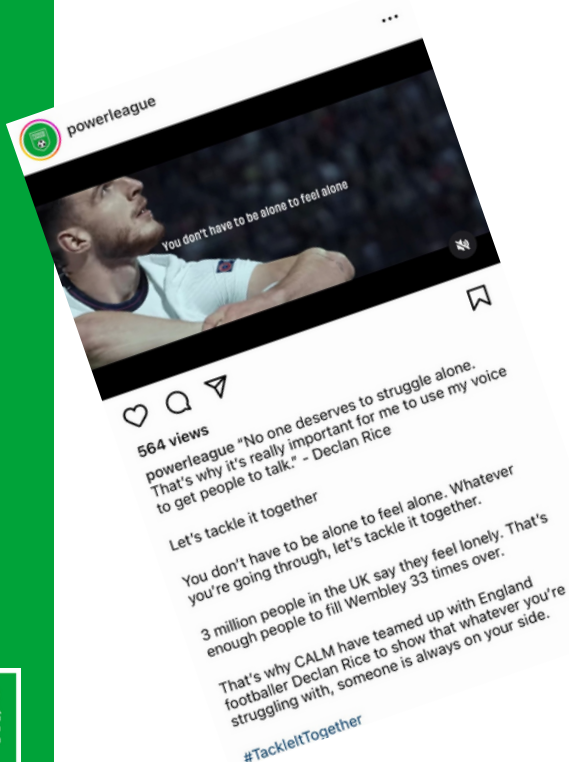 powerleague
You don't have to be alone to feel alone
564 views
powerleague “No one deserves to struggle alone.
That's why it's really important for me to use my voice
to get people to talk.” - Declan Rice
Let's tackle it together
You don't have to be alone to feel alone. Whatever
you're going through, let's tackle it together.
3 million people in the UK say they feel lonely. That's
enough people to fill Wembley 33 times over.
That's why CALM have teamed up with England
footballer Declan Rice to show that whatever you're
struggling with, someone is always on your side.
#TackleItTogether